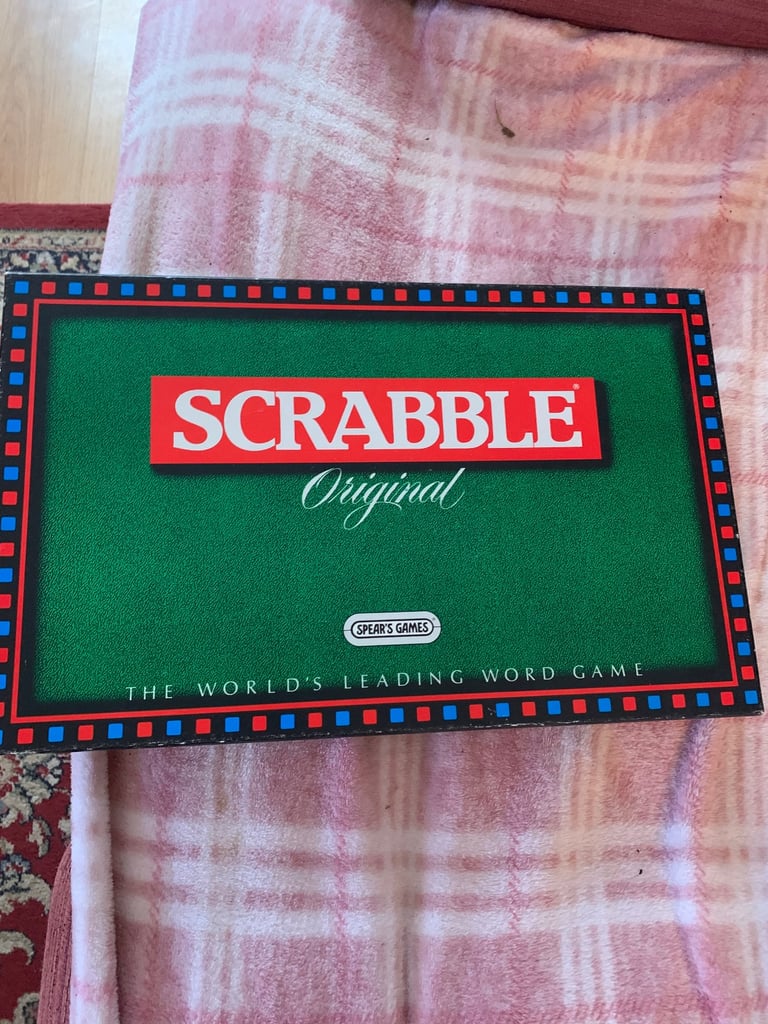 SCRABBLE®
Original
SPEAR'S GAMES
THE WORLD'S LEADING WORD GAME